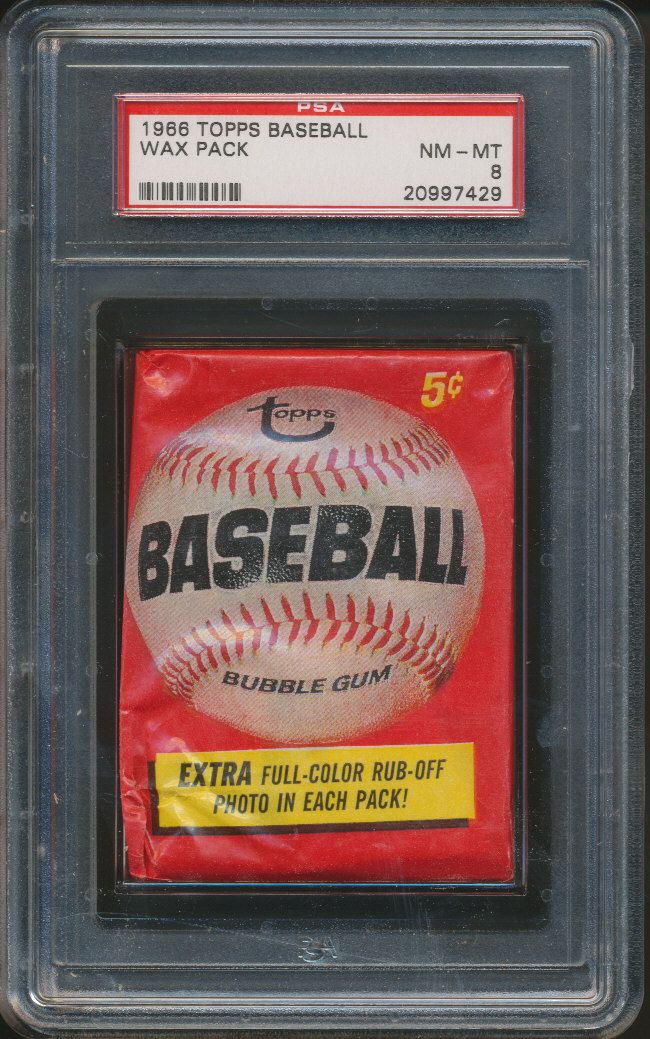 PSA
1966 TOPPS BASEBALL
WAX PACK
NM-MT
8
20997429
5¢
Topps
BASEBALL
BUBBLE GUM
EXTRA FULL-COLOR RUB-OFF
PHOTO IN EACH PACK!
PSA